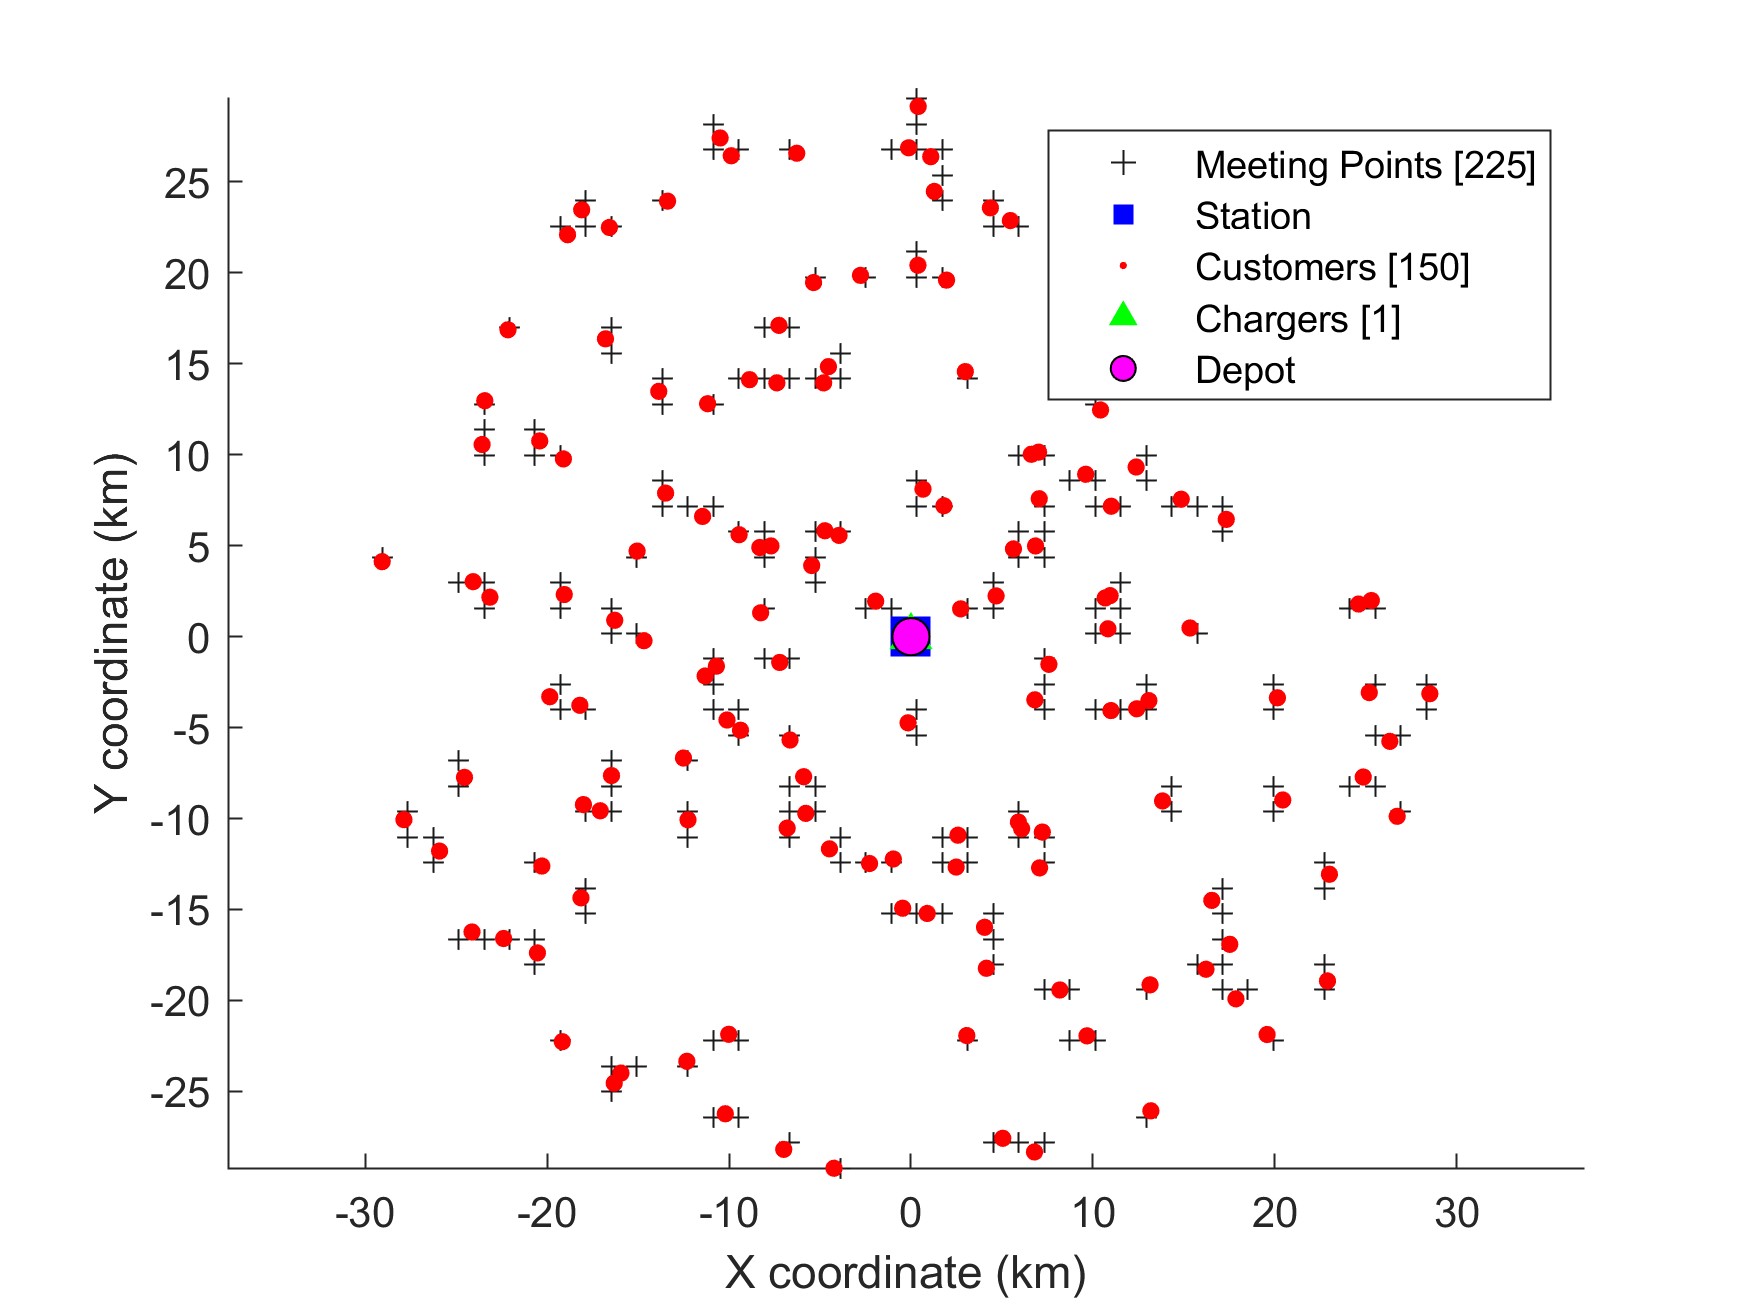 25
20
15
10
5
0
-5
-10
-15
-20
-25
Y coordinate (km)
Meeting Points [225]
Station
Customers [150]
Chargers [1]
Depot
-30 -20 -10 0 10 20 30
X coordinate (km)